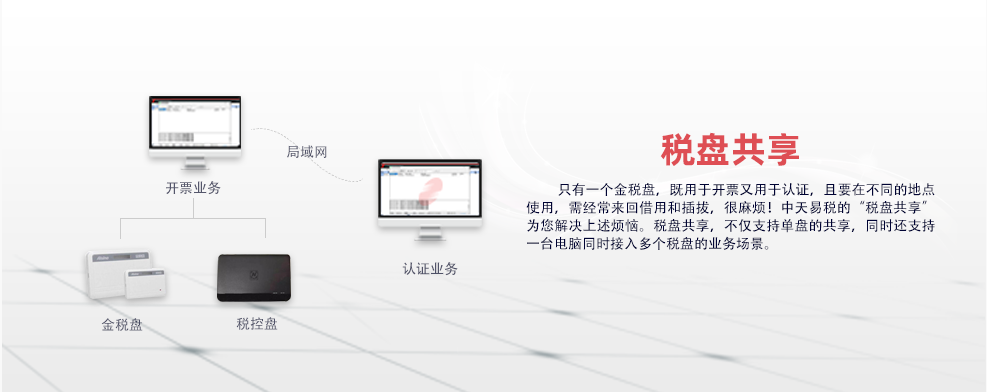 局域网
开票业务
认证业务
金税盘
税控盘
税盘共享
只有一个金税盘，既用于开票又用于认证，且要在不同的地点
使用，需经常来回借用和插拔，很麻烦！中天易税的“税盘共享”
为您解决上述烦恼。税盘共享，不仅支持单盘的共享，同时还支持
一台电脑同时接入多个税盘的业务场景。